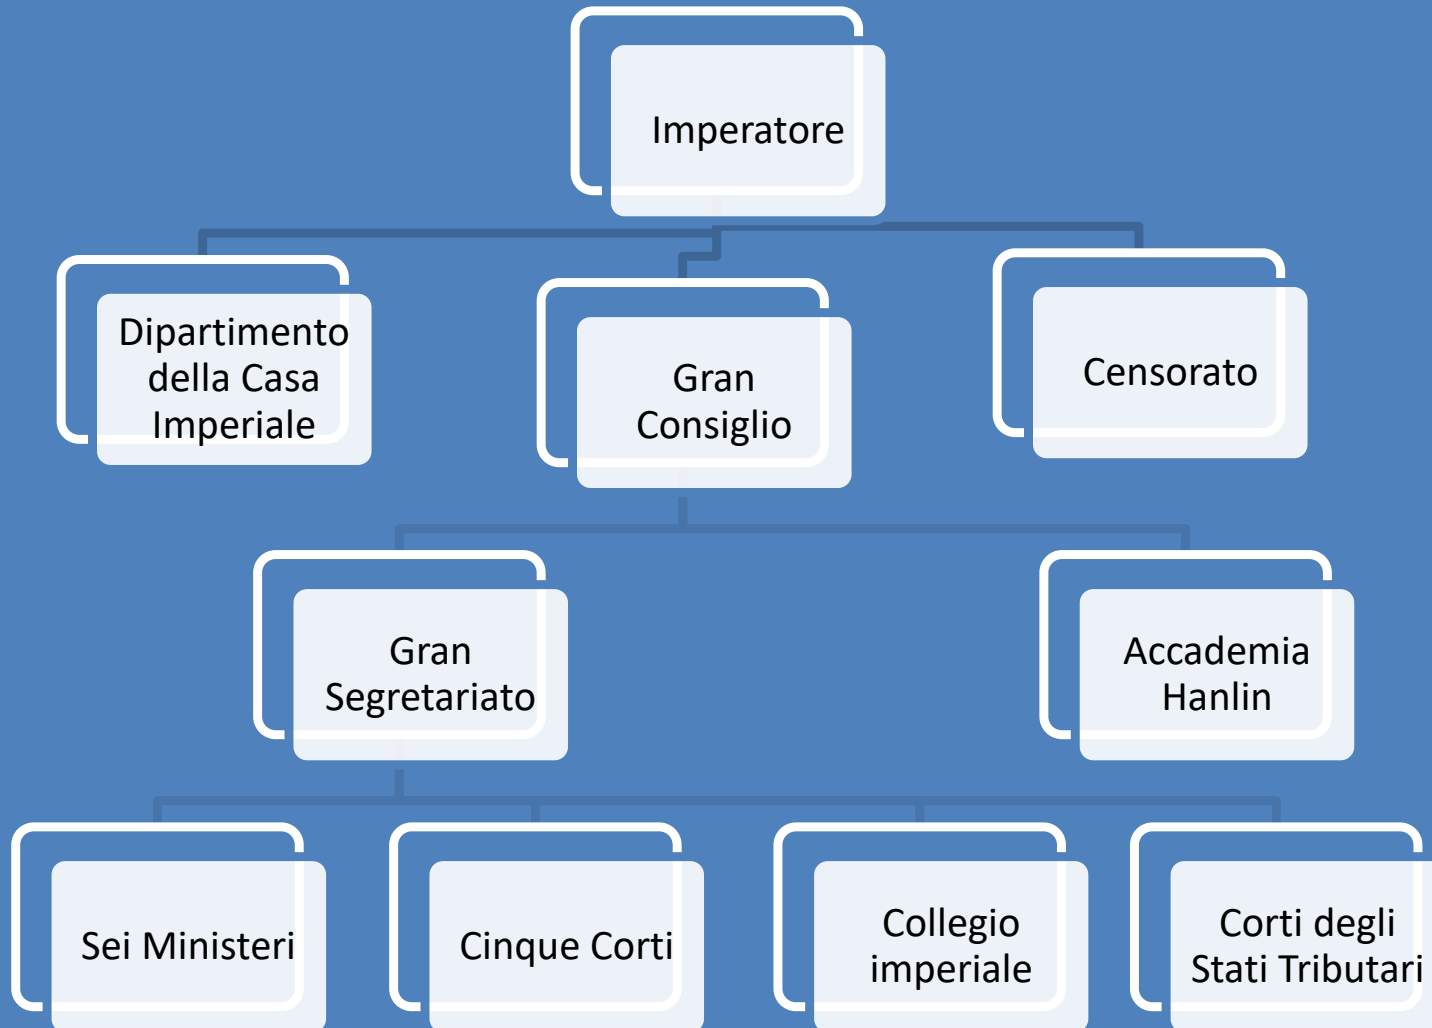 Imperatore
Dipartimento
della Casa
Imperiale
Gran
Consiglio
Censorato
Gran
Segretariato
Accademia
Hanlin
Sei Ministeri
Cinque Corti
Collegio
imperiale
Corti degli
Stati Tributari